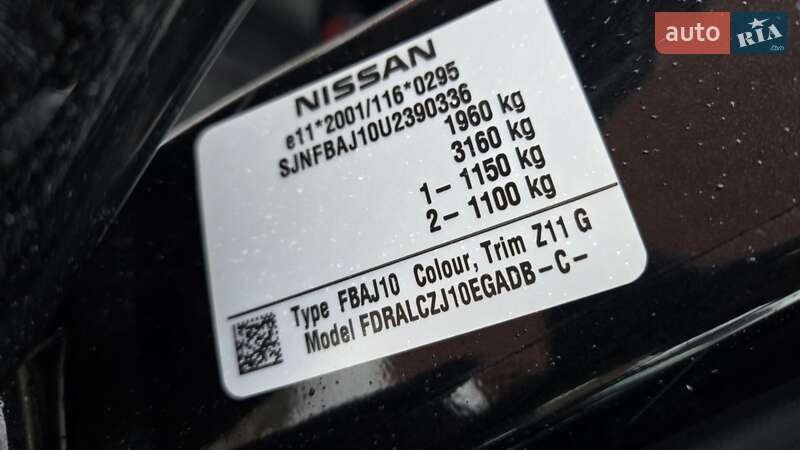 auto RIA.com
NISSAN
e11*2001/116*0295
SJNFBAJ10U2390336
1960 kg
3160 kg
1- 1150 kg
2- 1100 kg
Type FBAJ10 Colour, Trim Z11 G
Model FDRALCZJ10EGADB-C-